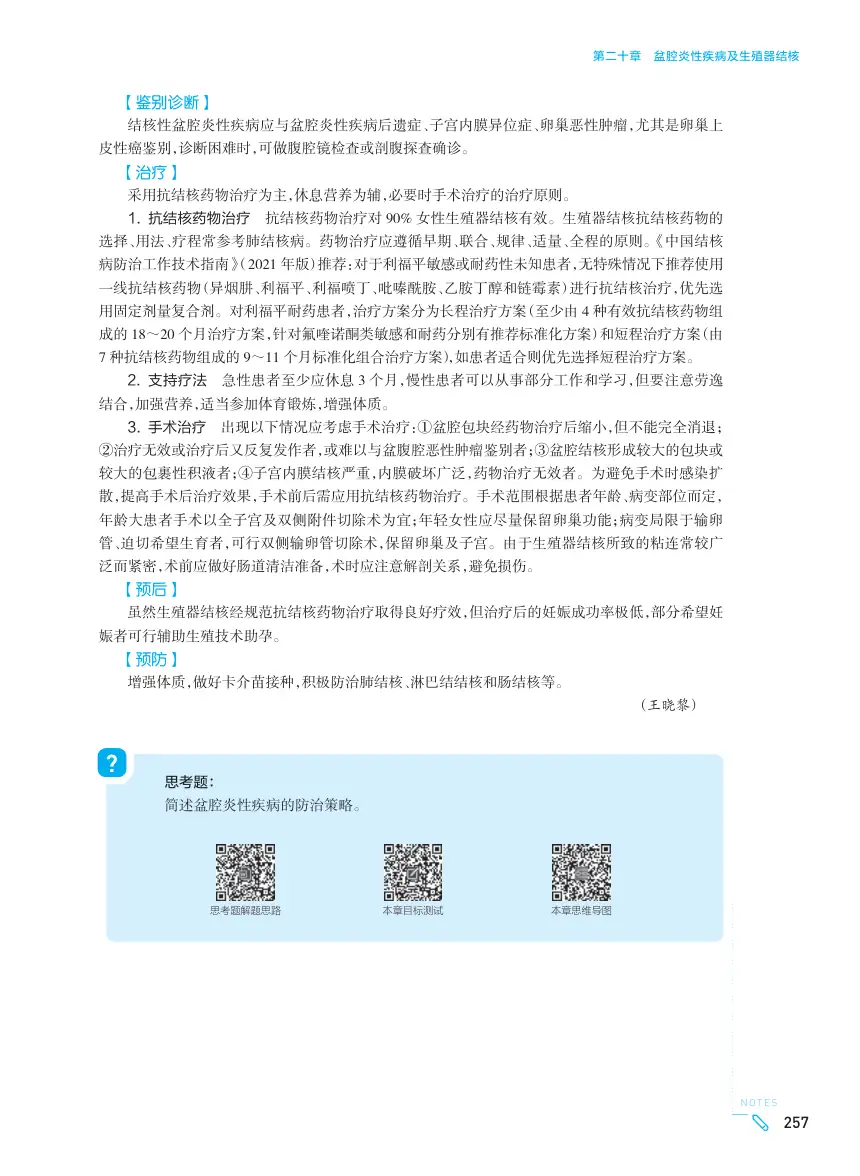 第二十章 盆腔炎性疾病及生殖器结核
【鉴别诊断】
结核性盆腔炎性疾病应与盆腔炎性疾病后遗症、子宫内膜异位症、卵巢恶性肿瘤,尤其是卵巢上
皮性癌鉴别,诊断困难时,可做腹腔镜检查或剖腹探查确诊。
【治疗】
采用抗结核药物治疗为主,休息营养为辅,必要时手术治疗的治疗原则。
1. 抗结核药物治疗 抗结核药物治疗对 90% 女性生殖器结核有效。生殖器结核抗结核药物的
选择、用法、疗程常参考肺结核病。药物治疗应遵循早期、联合、规律、适量、全程的原则。《中国结核
病防治工作技术指南》（2021 年版）推荐:对于利福平敏感或耐药性未知患者,无特殊情况下推荐使用
一线抗结核药物（异烟肼、利福平、利福喷丁、吡嗪酰胺、乙胺丁醇和链霉素）进行抗结核治疗,优先选
用固定剂量复合剂。对利福平耐药患者,治疗方案分为长程治疗方案（至少由 4 种有效抗结核药物组
成的 18～20 个月治疗方案,针对氟喹诺酮类敏感和耐药分别有推荐标准化方案）和短程治疗方案（由
7 种抗结核药物组成的 9～11 个月标准化组合治疗方案）,如患者适合则优先选择短程治疗方案。
2. 支持疗法 急性患者至少应休息 3 个月,慢性患者可以从事部分工作和学习,但要注意劳逸
结合,加强营养,适当参加体育锻炼,增强体质。
3. 手术治疗 出现以下情况应考虑手术治疗:①盆腔包块经药物治疗后缩小,但不能完全消退;
②治疗无效或治疗后又反复发作者,或难以与盆腹腔恶性肿瘤鉴别者;③盆腔结核形成较大的包块或
较大的包裹性积液者;④子宫内膜结核严重,内膜破坏广泛,药物治疗无效者。为避免手术时感染扩
散,提高手术后治疗效果,手术前后需应用抗结核药物治疗。手术范围根据患者年龄、病变部位而定,
年龄大患者手术以全子宫及双侧附件切除术为宜;年轻女性应尽量保留卵巢功能;病变局限于输卵
管、迫切希望生育者,可行双侧输卵管切除术,保留卵巢及子宫。由于生殖器结核所致的粘连常较广
泛而紧密,术前应做好肠道清洁准备,术时应注意解剖关系,避免损伤。
【预后】
虽然生殖器结核经规范抗结核药物治疗取得良好疗效,但治疗后的妊娠成功率极低,部分希望妊
娠者可行辅助生殖技术助孕。
【预防】
增强体质,做好卡介苗接种,积极防治肺结核、淋巴结结核和肠结核等。
（王晓黎）
?
思考题:
简述盆腔炎性疾病的防治策略。
思考题解题思路 本章目标测试 本章思维导图
NOTES
257